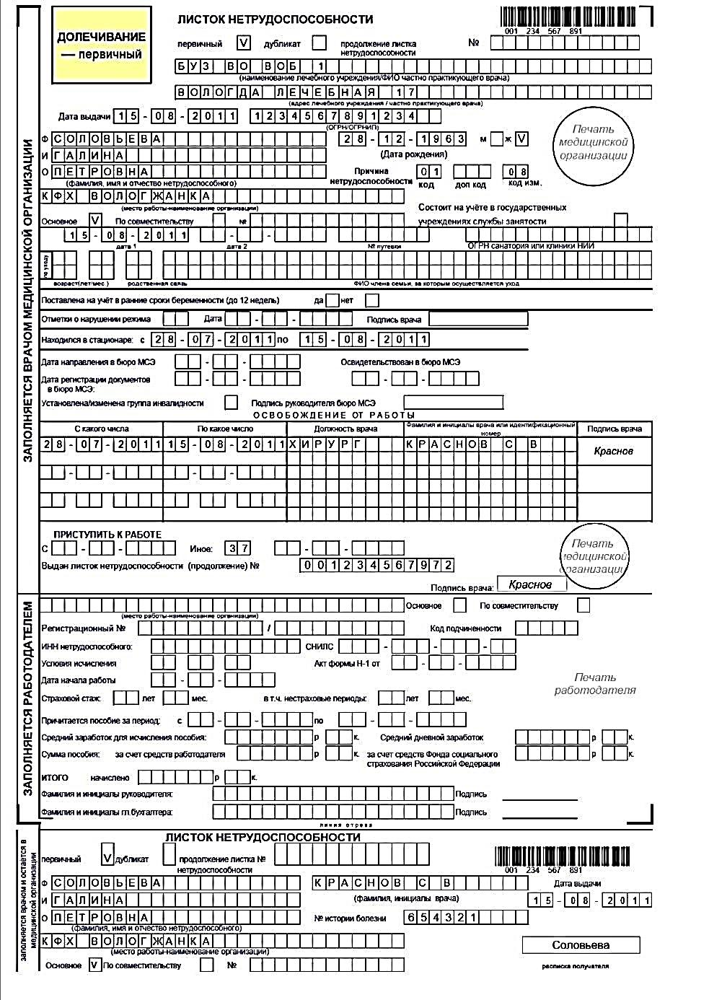 ДОЛЕЧИВАНИЕ
— первичный
ЛИСТОК НЕТРУДОСПОСОБНОСТИ
001 234 567 891
первичный V дубликат продолжение листка нетрудоспособности №
БУЗ ВО ВОБ 1
(наименование лечебного учреждения/ФИО частно практикующего врача)
ВОЛОГДА ЛЕЧЕБНАЯ 17
(адрес лечебного учреждения / частно практикующего врача)
Дата выдачи 15-08-2011 1234567891234
(ОГРН/ОГРНИП)
Ф СОЛОВЬЕВА 28-12-1963 м ж V
И ГАЛИНА (Дата рождения)
О ПЕТРОВНА Причина нетрудоспособности 01 08
(фамилия, имя и отчество нетрудоспособного) код доп код код изм.
Печать медицинской организации
КФХ ВОЛОГЖАНКА
(место работы-наименование организации)
Состоит на учёте в государственных
Основное V По совместительству № учреждениях службы занятости
15-08-2011 - -
дата 1 дата 2 № путевки ОГРН санатория или клиники НИИ
по уходу
возраст(лет/мес.) родственная связь ФИО члена семьи, за которым осуществляется уход
Поставлена на учёт в ранние сроки беременности (до 12 недель) да нет
Отметки о нарушении режима Дата - - Подпись врача
Находился в стационаре: с 28-07-2011 по 15-08-2011
Дата направления в бюро МСЭ - - Освидетельствован в бюро МСЭ
Дата регистрации документов - - - -
в бюро МСЭ:
Установлена/изменена группа инвалидности Подпись руководителя бюро МСЭ
ОСВОБОЖДЕНИЕ ОТ РАБОТЫ
С какого числа По какое число Должность врача Фамилия и инициалы врача или идентификационный номер Подпись врача
28-07-2011 15-08-2011 ХИРУРГ КРАСНОВ С В Краснов
- - - -
- - - -
ПРИСТУПИТЬ К РАБОТЕ
С - - Иное: 37 - -
Выдан листок нетрудоспособности (продолжение) № 001234567972
Печать медицинской организации
Подпись врача: Краснов
ЗАПОЛНЯЕТСЯ ВРАЧОМ МЕДИЦИНСКОЙ ОРГАНИЗАЦИИ
Основное По совместительству
(место работы-наименование организации)
Регистрационный № / Код подчиненности
ИНН нетрудоспособного: СНИЛС - - -
Условия исчисления Акт формы Н-1 от - -
Дата начала работы - -
Печать работодателя
Страховой стаж: лет мес. в т.ч. нестраховые периоды: лет мес.
Причитается пособие за период: с - - по - -
Средний заработок для исчисления пособия: р к. Средний дневной заработок р к.
Сумма пособия: за счет средств работодателя р к. за счет средств Фонда социального страхования Российской Федерации р к.
ИТОГО начислено р к.
Фамилия и инициалы руководителя: Подпись
Фамилия и инициалы гл.бухгалтера: Подпись
ЗАПОЛНЯЕТСЯ РАБОТОДАТЕЛЕМ
линия отреза
ЛИСТОК НЕТРУДОСПОСОБНОСТИ
первичный V дубликат продолжение листка № нетрудоспособности
001 234 567 891
Ф СОЛОВЬЕВА КРАСНОВ С В Дата выдачи
И ГАЛИНА (фамилия, инициалы врача) 15-08-2011
О ПЕТРОВНА № истории болезни 654321
(фамилия, имя и отчество нетрудоспособного)
КФХ ВОЛОГЖАНКА Соловьева
(место работы-наименование организации)
Основное V По совместительству № расписка получателя
заполняется врачом и остаётся в медицинской организации